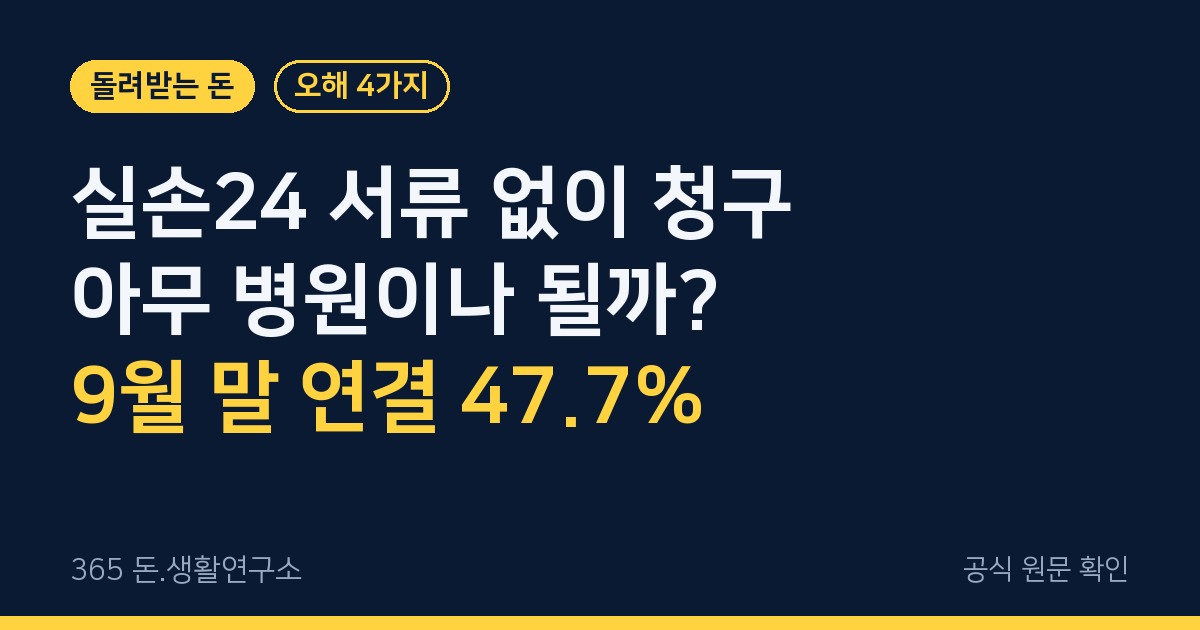 돌려받는 돈
오해 4가지
실손24 서류 없이 청구
아무 병원이나 될까?
9월 말 연결 47.7%
365 돈.생활연구소
공식 원문 확인